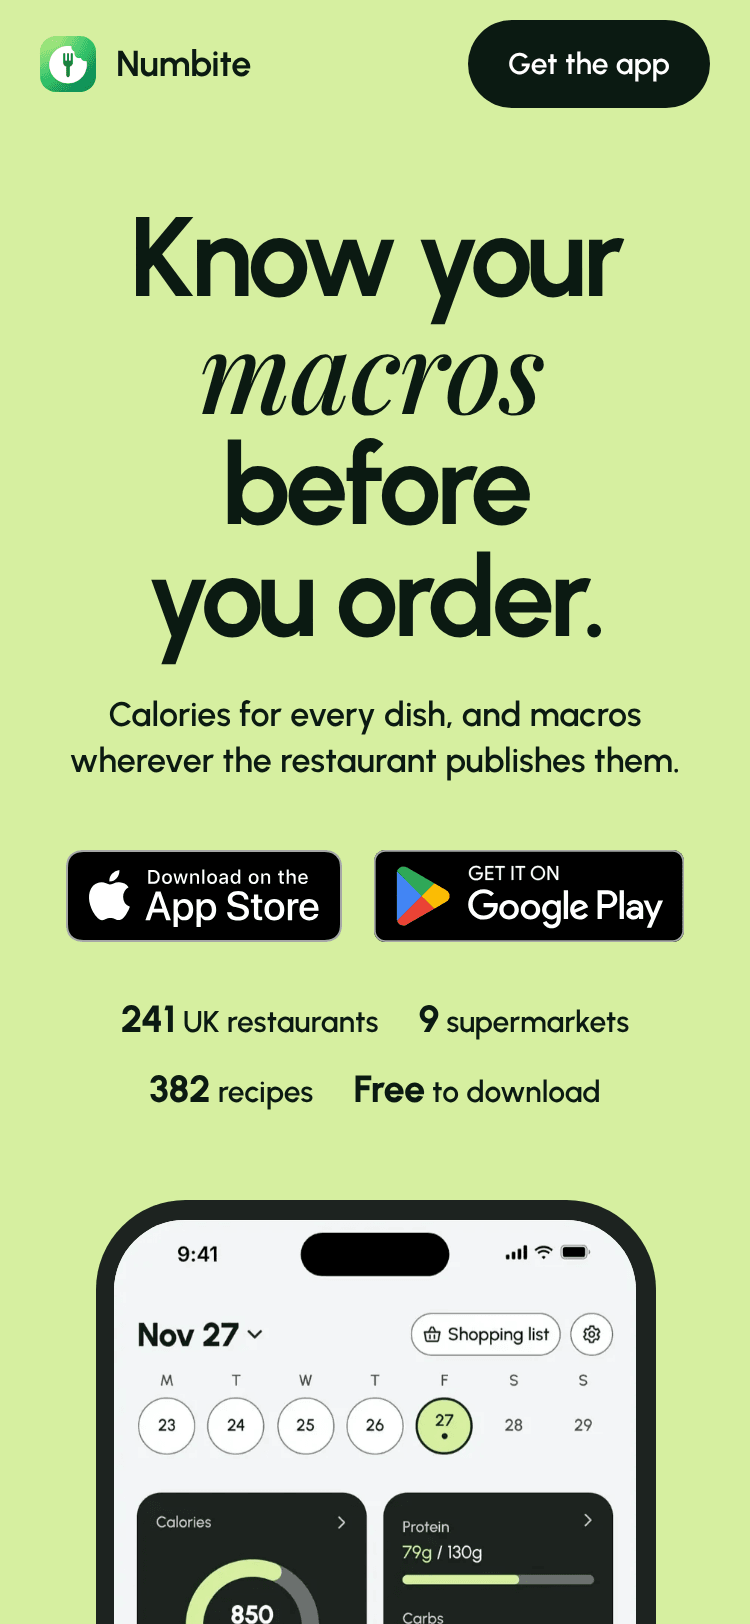 Numbite
Get the app
Know your
macros
before
you order.
Calories for every dish, and macros
wherever the restaurant publishes them.
Download on the
App Store
GET IT ON
Google Play
241 UK restaurants 9 supermarkets
382 recipes Free to download
9:41
Nov 27
Shopping list
M T W T F S S
23 24 25 26 27 28 29
Calories
Protein
79g / 130g
850
Carbs